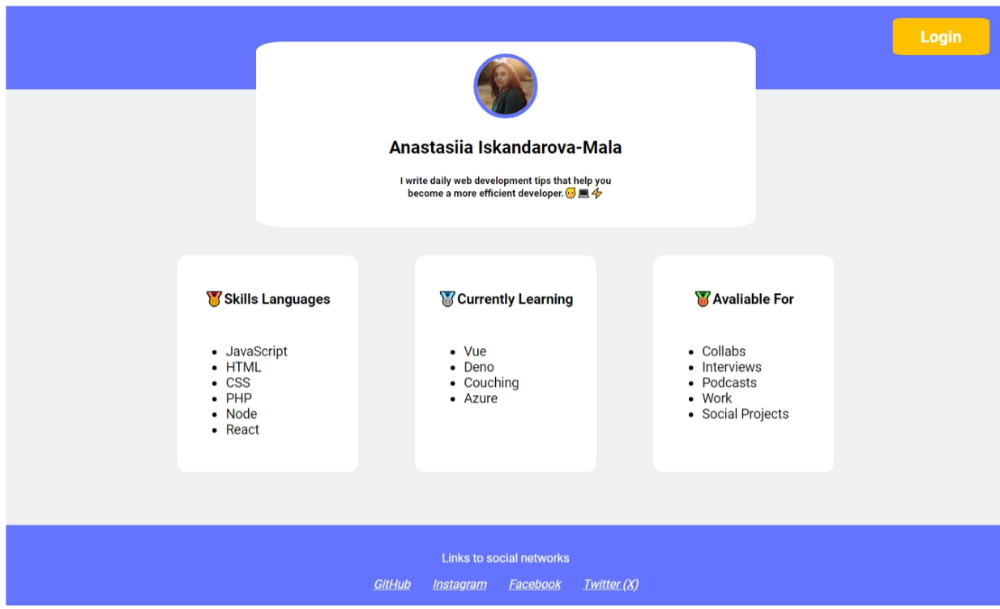 Login
Anastasiia Iskandarova-Mala
I write daily web development tips that help you
become a more efficient developer.
Skills Languages
JavaScript
HTML
CSS
PHP
Node
React
Currently Learning
Vue
Deno
Couching
Azure
Avaliable For
Collabs
Interviews
Podcasts
Work
Social Projects
Links to social networks
GitHub Instagram Facebook Twitter (X)